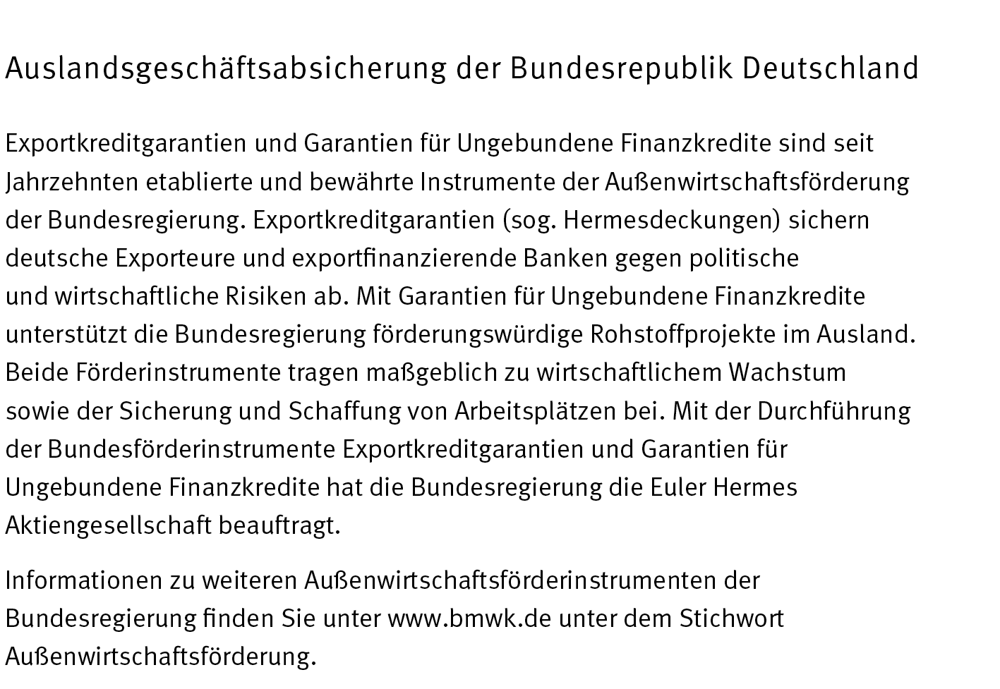 Auslandsgeschäftsabsicherung der Bundesrepublik Deutschland
Exportkreditgarantien und Garantien für Ungebundene Finanzkredite sind seit
Jahrzehnten etablierte und bewährte Instrumente der Außenwirtschaftsförderung
der Bundesregierung. Exportkreditgarantien (sog. Hermesdeckungen) sichern
deutsche Exporteure und exportfinanzierende Banken gegen politische
und wirtschaftliche Risiken ab. Mit Garantien für Ungebundene Finanzkredite
unterstützt die Bundesregierung förderungswürdige Rohstoffprojekte im Ausland.
Beide Förderinstrumente tragen maßgeblich zu wirtschaftlichem Wachstum
sowie der Sicherung und Schaffung von Arbeitsplätzen bei. Mit der Durchführung
der Bundesförderinstrumente Exportkreditgarantien und Garantien für
Ungebundene Finanzkredite hat die Bundesregierung die Euler Hermes
Aktiengesellschaft beauftragt.
Informationen zu weiteren Außenwirtschaftsförderinstrumenten der
Bundesregierung finden Sie unter www.bmwk.de unter dem Stichwort
Außenwirtschaftsförderung.